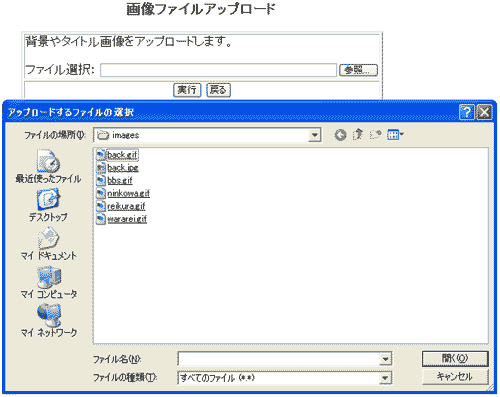 画像ファイルアップロード
背景やタイトル画像をアップロードします。
ファイル選択: 参照...
実行 戻る
アップロードするファイルの選択
ファイルの場所(I): images
back.gif
back.jpg
bbs.gif
ninkowa.gif
reikura.gif
wararei.gif
最近使ったファイル
デスクトップ
マイ ドキュメント
マイ コンピュータ
マイ ネットワーク
ファイル名(N): 開く(O)
ファイルの種類(T): すべてのファイル (*.*) キャンセル